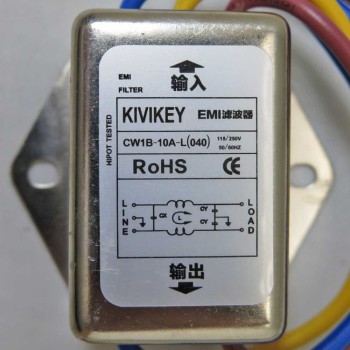 EMI
FILTER
输入
HIPOT TESTED
KIVIKEY EMI滤波器
CW1B-10A-L(040) 115/250V
50/60HZ
RoHS CE
LINE
CX
L
CY
CY
LOAD
输出